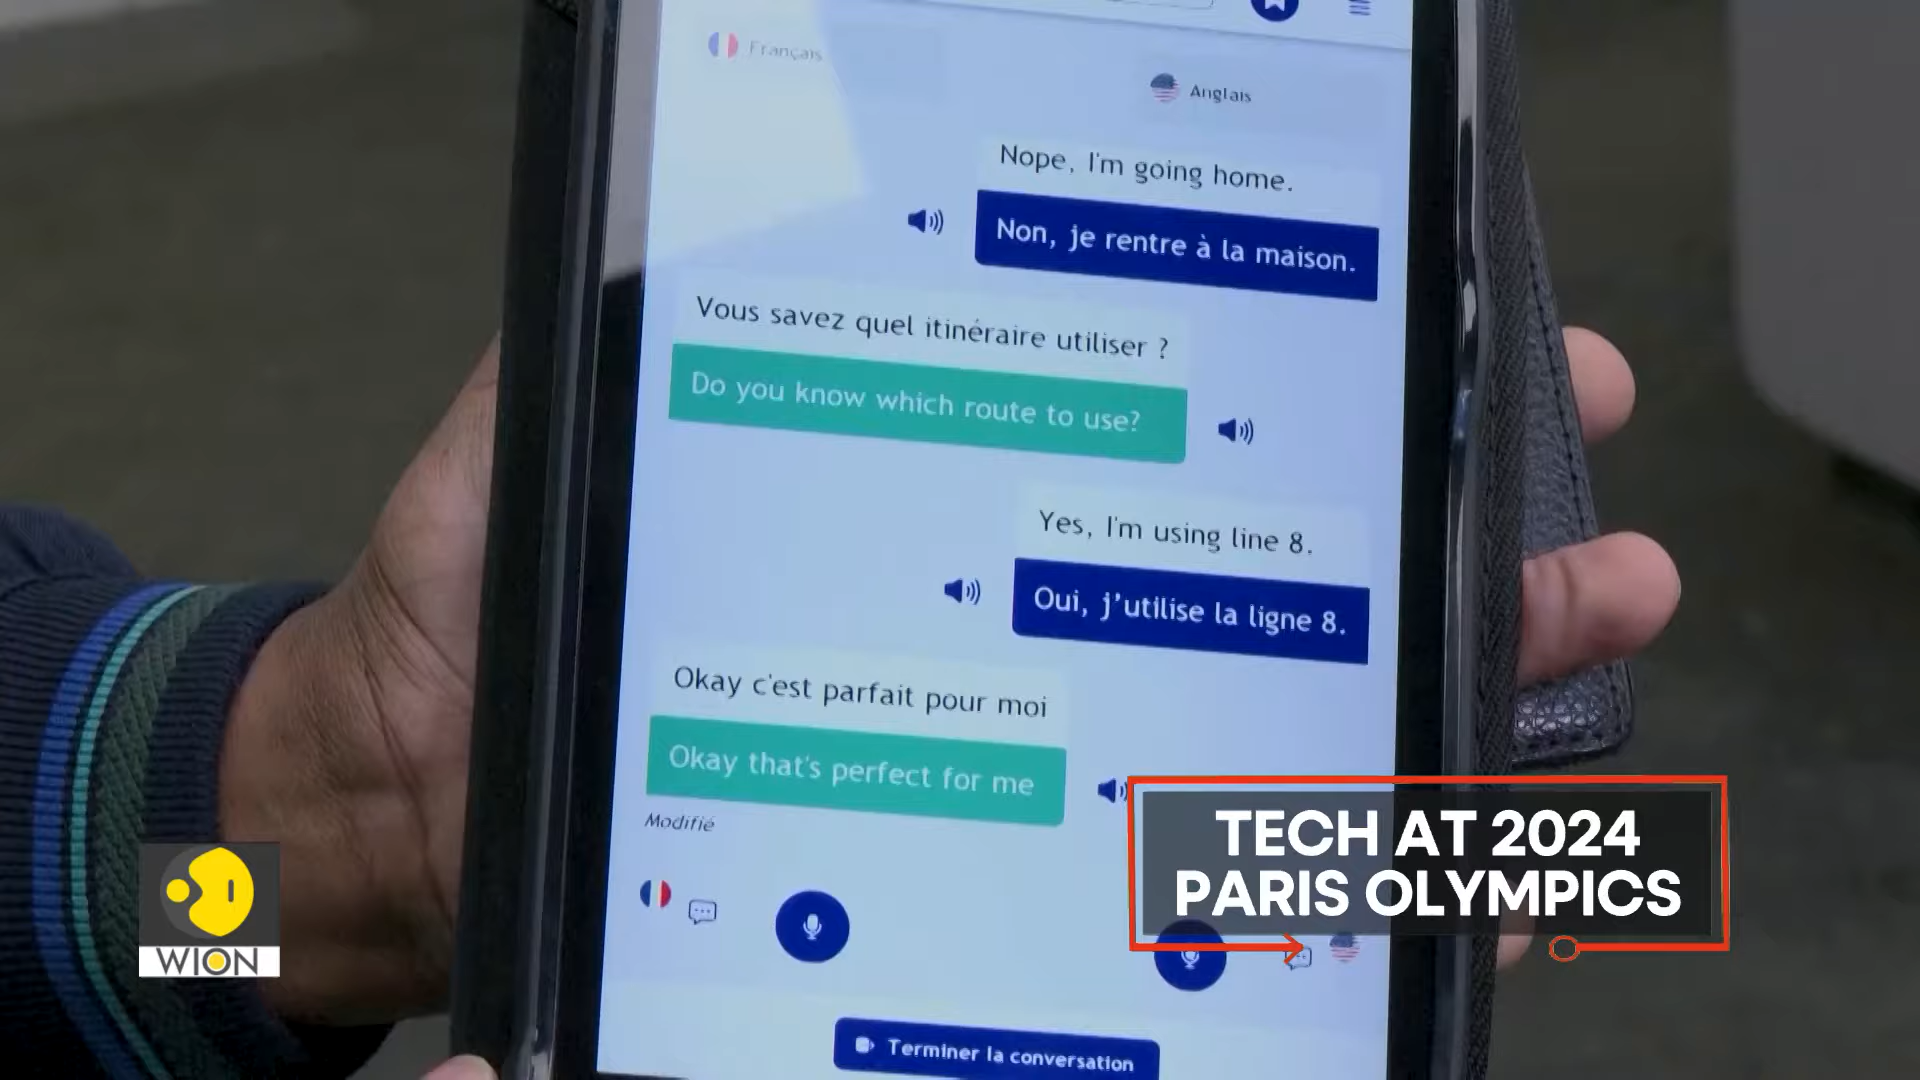 Français
Anglais
Nope, I'm going home.
Non, je rentre à la maison.
Vous savez quel itinéraire utiliser ?
Do you know which route to use?
Yes, I'm using line 8.
Oui, j'utilise la ligne 8.
Okay c'est parfait pour moi
Okay that's perfect for me
Modifié
TECH AT 2024
PARIS OLYMPICS
WION
Terminer la conversation